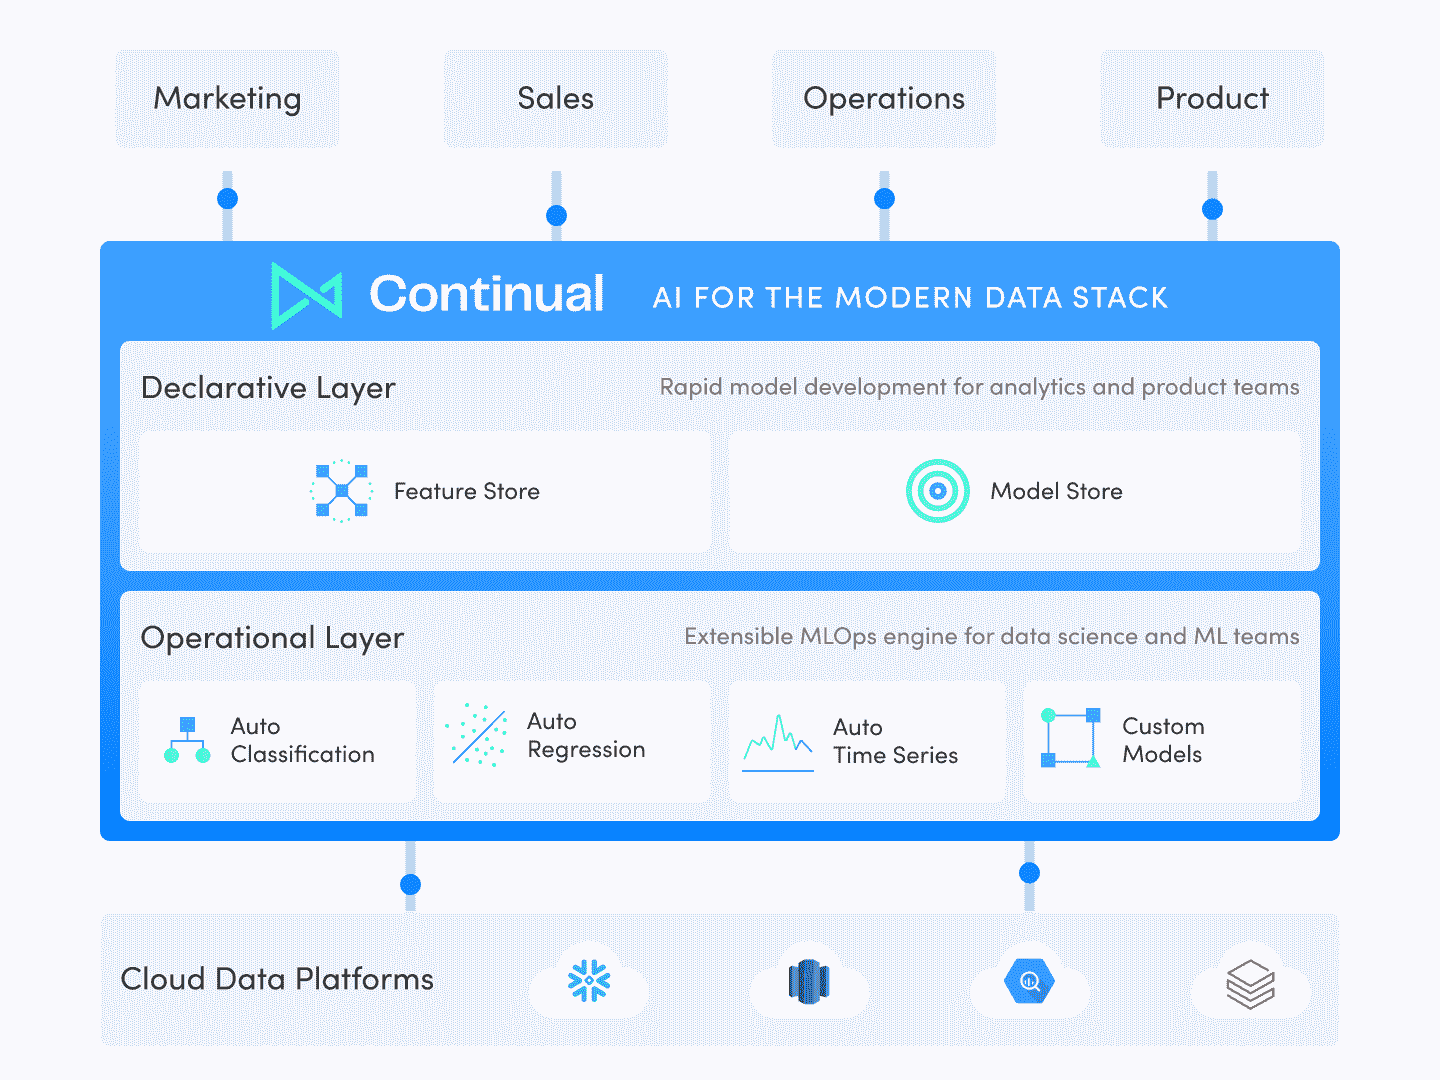 Marketing
Sales
Operations
Product
Continual
AI FOR THE MODERN DATA STACK
Declarative Layer
Rapid model development for analytics and product teams
Feature Store
Model Store
Operational Layer
Extensible MLOps engine for data science and ML teams
Auto
Classification
Auto
Regression
Auto
Time Series
Custom
Models
Cloud Data Platforms